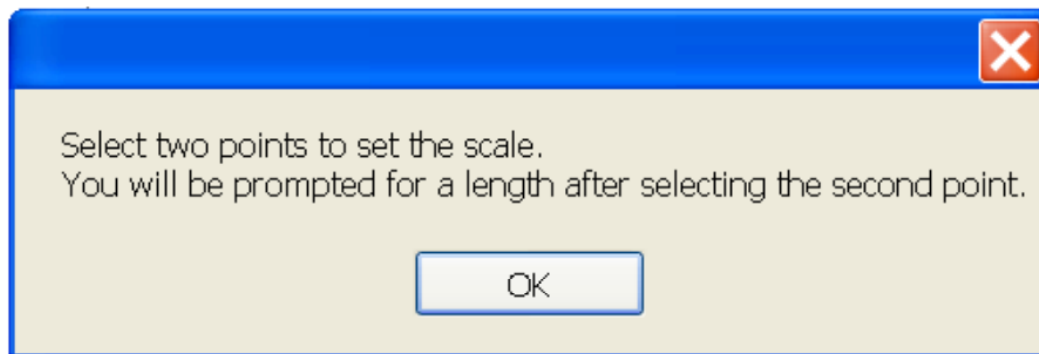 Select two points to set the scale.
You will be prompted for a length after selecting the second point.
OK